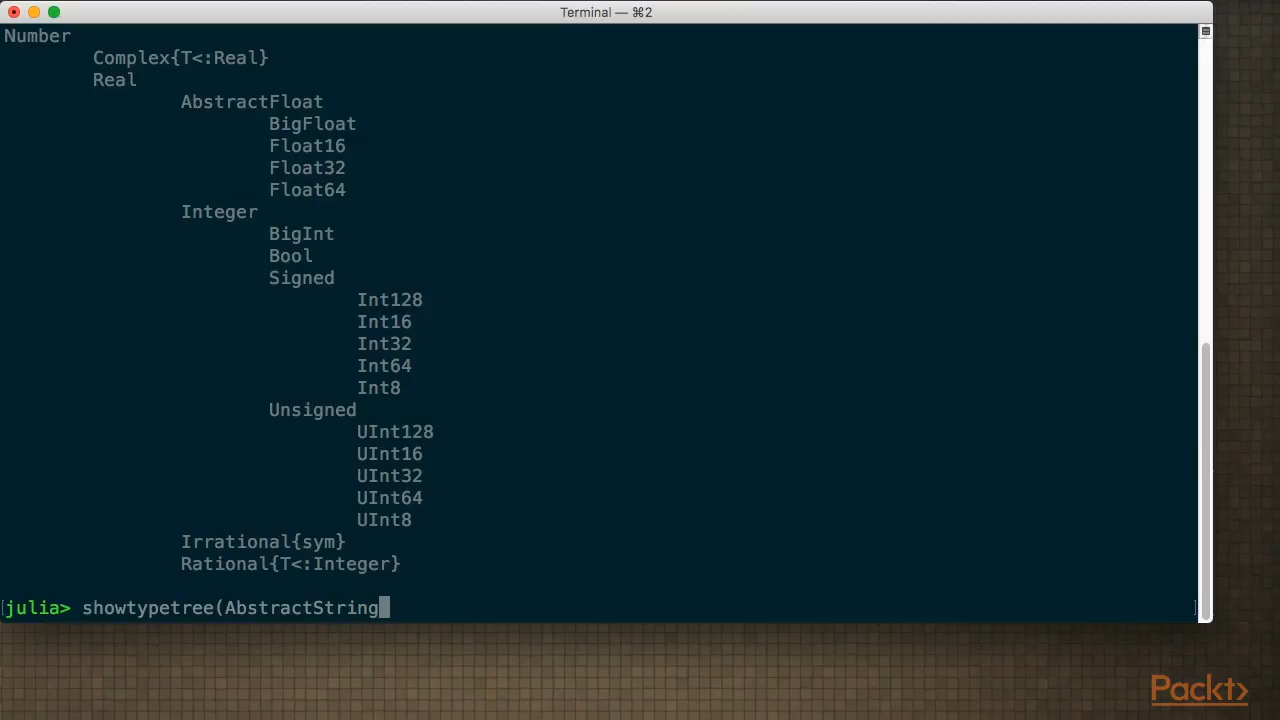 Terminal — ⌘2
Number
Complex{T<:Real}
Real
AbstractFloat
BigFloat
Float16
Float32
Float64
Integer
BigInt
Bool
Signed
Int128
Int16
Int32
Int64
Int8
Unsigned
UInt128
UInt16
UInt32
UInt64
UInt8
Irrational{sym}
Rational{T<:Integer}
[julia> showtypetree(AbstractString ]
Packt>